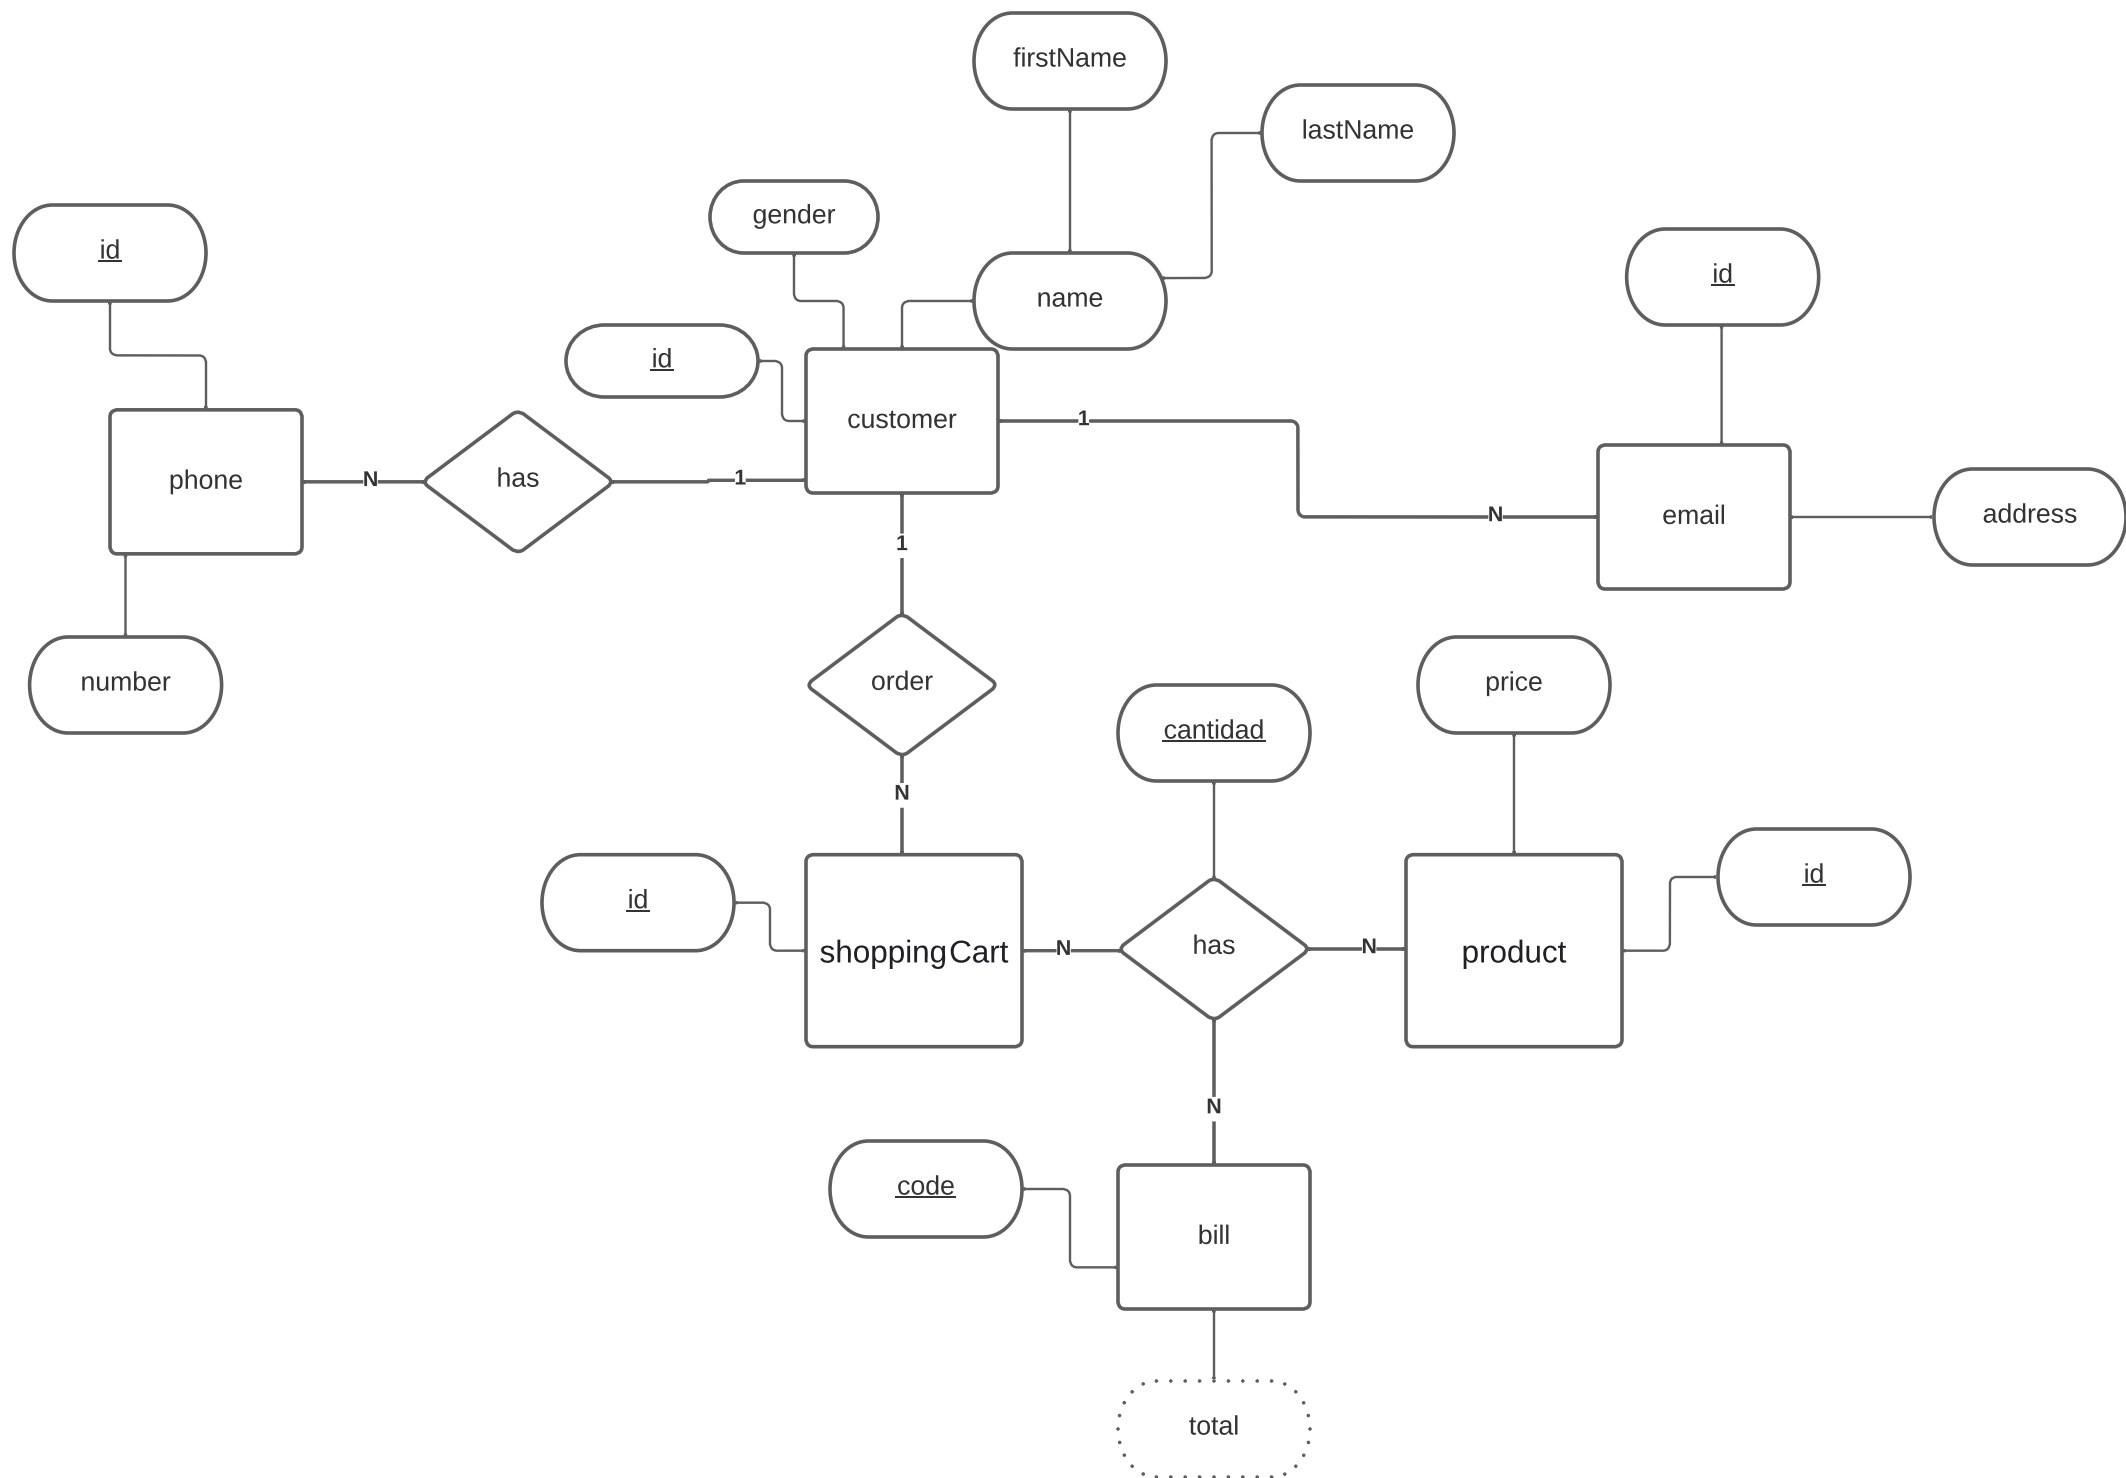 firstName
lastName
gender
id
id
name
id
customer
1
phone
N
has
1
N
email
address
1
number
order
price
cantidad
N
id
id
shoppingCart
N
has
N
product
N
code
bill
total